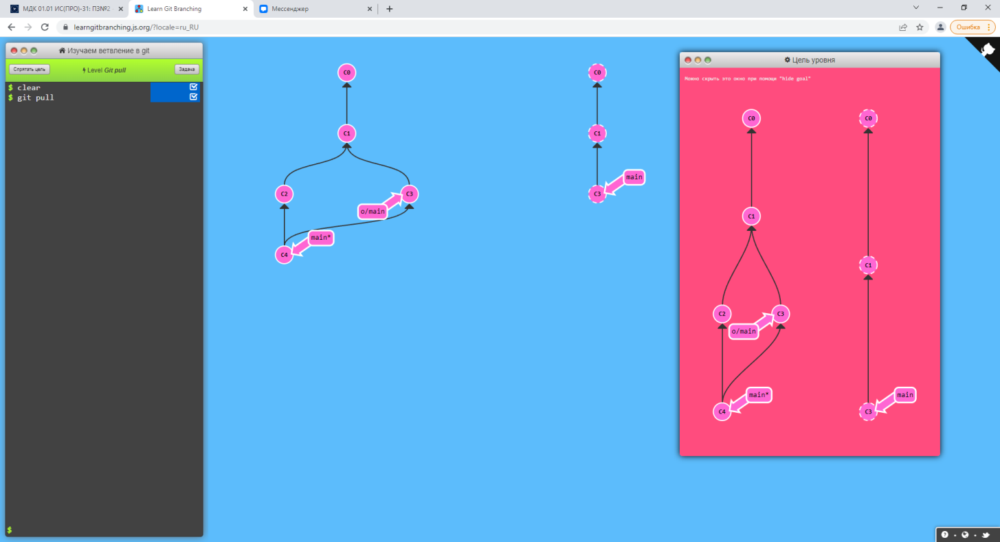 МДК 01.01 ИС(ПРО)-31: ПЗ№2
Learn Git Branching
Мессенджер
learngitbranching.js.org/?locale=ru_RU
Ошибка
Изучаем ветвление в git
Спрятать цель
Level Git pull
Задача
$ clear
$ git pull
$
C0
C1
C2
C3
o/main
main*
C4
C0
C1
main
C3
Цель уровня
Можно скрыть это окно при помощи "hide goal"
C0
C1
C2
C3
o/main
main*
C4
C0
C1
main
C3